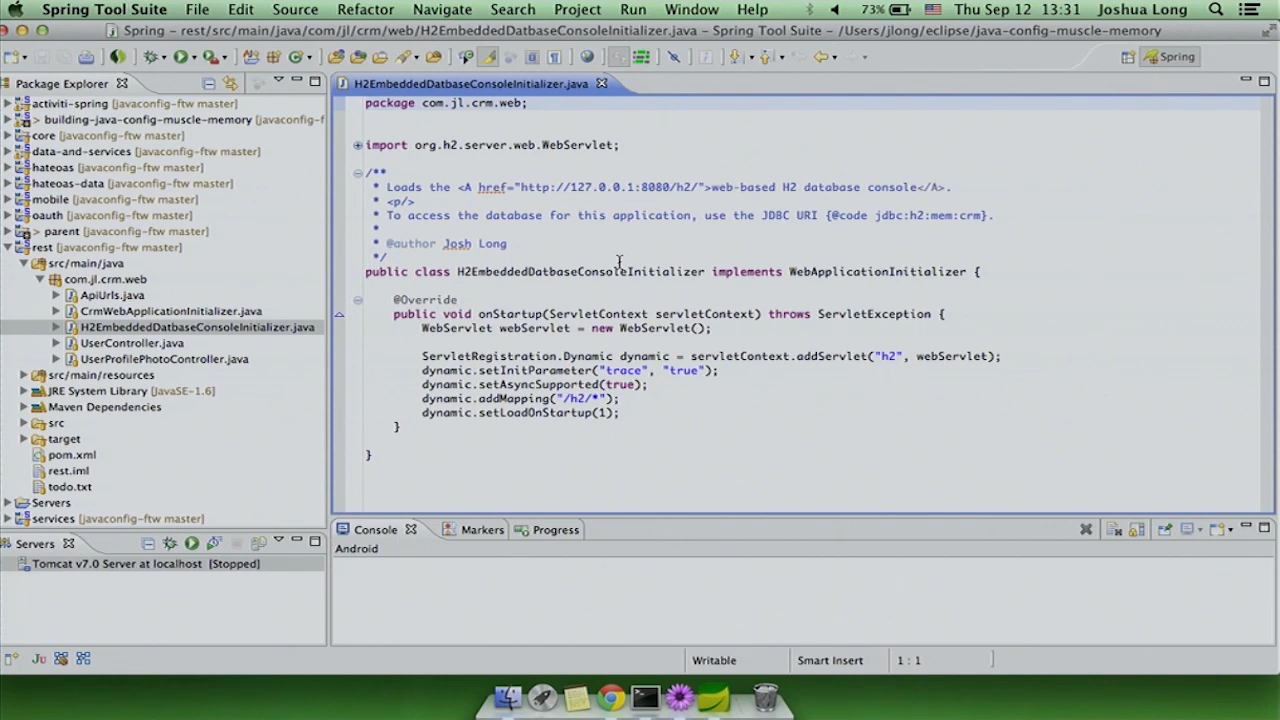 Spring Tool Suite File Edit Source Refactor Navigate Search Project Run Window Help 73% Thu Sep 12 13:31 Joshua Long
Spring - rest/src/main/java/com/jl/crm/web/H2EmbeddedDatbaseConsoleInitializer.java - Spring Tool Suite - /Users/jlong/eclipse/java-config-muscle-memory
Spring
Package Explorer
activiti-spring [javaconfig-ftw master]
> building-java-config-muscle-memory [javaconfig-f
core [javaconfig-ftw master]
data-and-services [javaconfig-ftw master]
hateoas [javaconfig-ftw master]
hateoas-data [javaconfig-ftw master]
mobile [javaconfig-ftw master]
oauth [javaconfig-ftw master]
> parent [javaconfig-ftw master]
rest [javaconfig-ftw master]
src/main/java
com.jl.crm.web
ApiUrls.java
CrmWebApplicationInitializer.java
H2EmbeddedDatbaseConsoleInitializer.java
UserController.java
UserProfilePhotoController.java
src/main/resources
JRE System Library [JavaSE-1.6]
Maven Dependencies
src
target
pom.xml
rest.iml
todo.txt
Servers
services [javaconfig-ftw master]
Servers
Tomcat v7.0 Server at localhost [Stopped]
Ju
H2EmbeddedDatbaseConsoleInitializer.java
package com.jl.crm.web;
import org.h2.server.web.WebServlet;
/**
* Loads the <A href="http://127.0.0.1:8080/h2/">web-based H2 database console</A>.
* <p/>
* To access the database for this application, use the JDBC URI {@code jdbc:h2:mem:crm}.
*
* @author Josh Long
*/
public class H2EmbeddedDatbaseConsoleInitializer implements WebApplicationInitializer {
@Override
public void onStartup(ServletContext servletContext) throws ServletException {
WebServlet webServlet = new WebServlet();
ServletRegistration.Dynamic dynamic = servletContext.addServlet("h2", webServlet);
dynamic.setInitParameter("trace", "true");
dynamic.setAsyncSupported(true);
dynamic.addMapping("/h2/*");
dynamic.setLoadOnStartup(1);
}
}
Console Markers Progress
Android
Writable Smart Insert 1 : 1